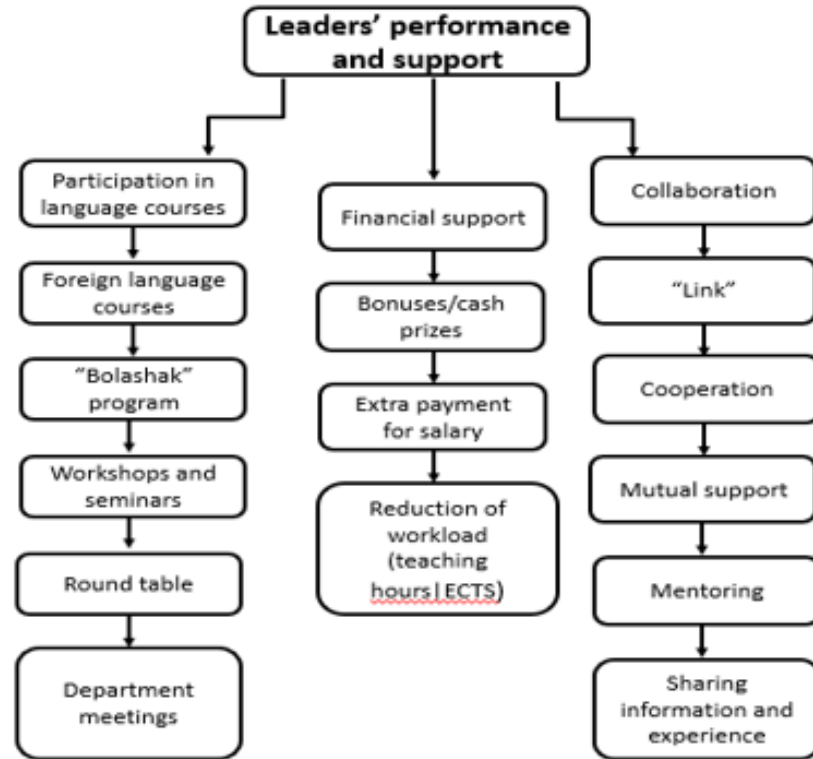 Leaders’ performance
and support
Participation in
language courses
Foreign language
courses
“Bolashak”
program
Workshops and
seminars
Round table
Department
meetings
Financial support
Bonuses/cash
prizes
Extra payment
for salary
Reduction of
workload
(teaching
hours|ECTS)
Collaboration
“Link”
Cooperation
Mutual support
Mentoring
Sharing
information and
experience